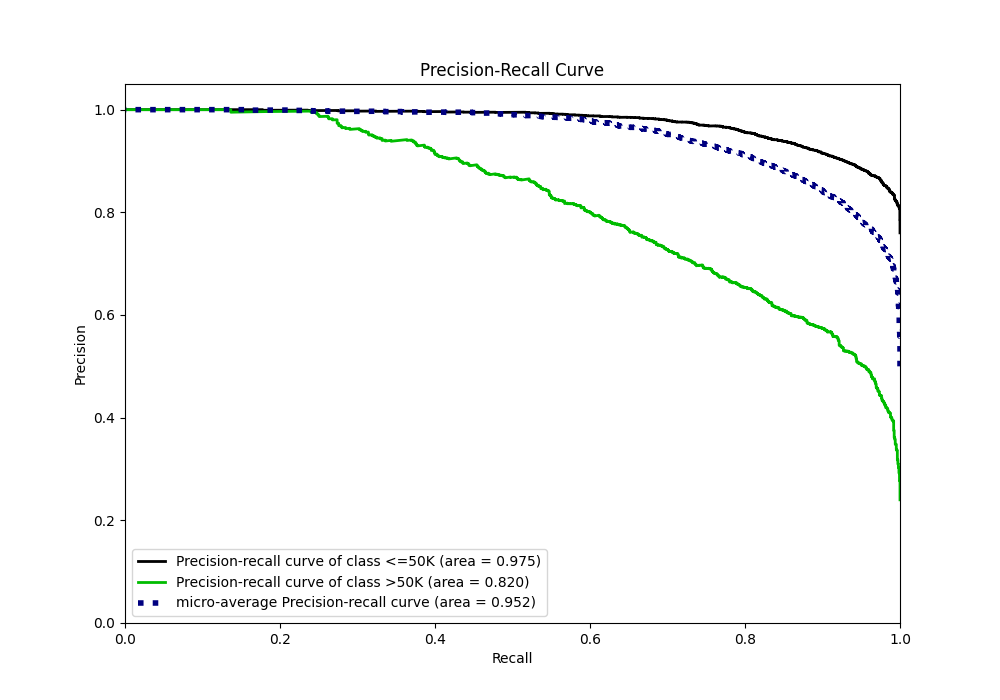 Precision-Recall Curve
1.0
0.8
0.6
0.4
0.2
0.0
Precision
Precision-recall curve of class <=50K (area = 0.975)
Precision-recall curve of class >50K (area = 0.820)
micro-average Precision-recall curve (area = 0.952)
0.0 0.2 0.4 0.6 0.8 1.0
Recall